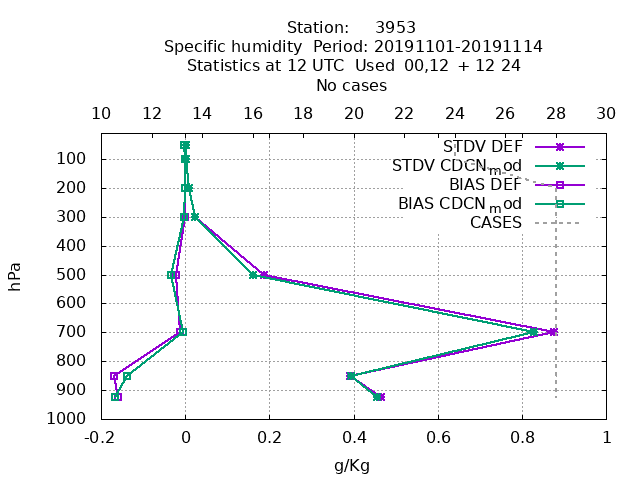 Station: 3953
Specific humidity Period: 20191101-20191114
Statistics at 12 UTC Used 00,12 + 12 24
No cases
10 12 14 16 18 20 22 24 26 28 30
STDV DEF
STDV CDCN_mod
BIAS DEF
BIAS CDCN_mod
CASES
hPa
100
200
300
400
500
600
700
800
900
1000
-0.2 0 0.2 0.4 0.6 0.8 1
g/Kg